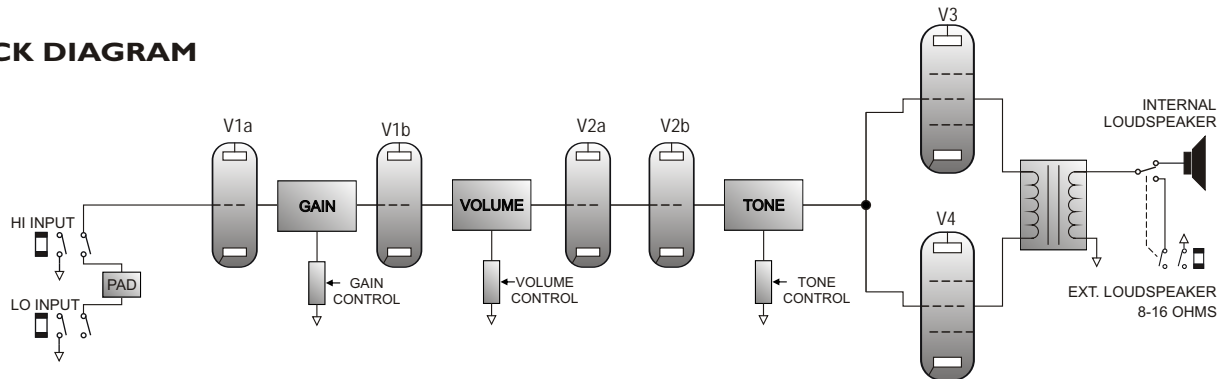 CK DIAGRAM
V3
V1a
V1b
V2a
V2b
INTERNAL
LOUDSPEAKER
GAIN
VOLUME
TONE
HI INPUT
V4
PAD
GAIN
CONTROL
VOLUME
CONTROL
TONE
CONTROL
LO INPUT
EXT. LOUDSPEAKER
8-16 OHMS